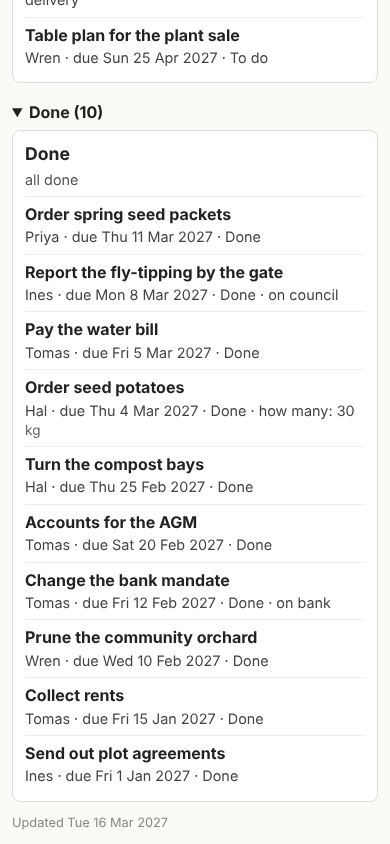 delivery
Table plan for the plant sale
Wren · due Sun 25 Apr 2027 · To do
▼ Done (10)
Done
all done
Order spring seed packets
Priya · due Thu 11 Mar 2027 · Done
Report the fly-tipping by the gate
Ines · due Mon 8 Mar 2027 · Done · on council
Pay the water bill
Tomas · due Fri 5 Mar 2027 · Done
Order seed potatoes
Hal · due Thu 4 Mar 2027 · Done · how many: 30
kg
Turn the compost bays
Hal · due Thu 25 Feb 2027 · Done
Accounts for the AGM
Tomas · due Sat 20 Feb 2027 · Done
Change the bank mandate
Tomas · due Fri 12 Feb 2027 · Done · on bank
Prune the community orchard
Wren · due Wed 10 Feb 2027 · Done
Collect rents
Tomas · due Fri 15 Jan 2027 · Done
Send out plot agreements
Ines · due Fri 1 Jan 2027 · Done
Updated Tue 16 Mar 2027